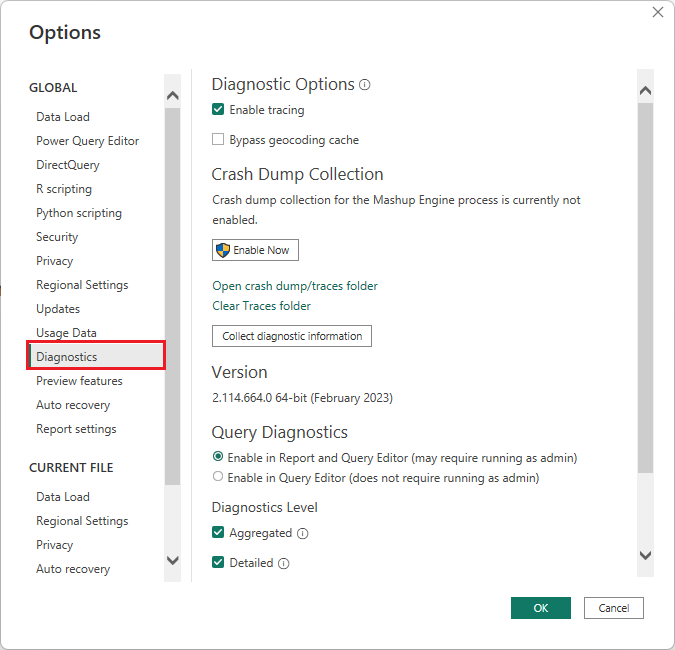 Options
GLOBAL
Data Load
Power Query Editor
DirectQuery
R scripting
Python scripting
Security
Privacy
Regional Settings
Updates
Usage Data
Diagnostics
Preview features
Auto recovery
Report settings
CURRENT FILE
Data Load
Regional Settings
Privacy
Auto recovery
Diagnostic Options
Enable tracing
Bypass geocoding cache
Crash Dump Collection
Crash dump collection for the Mashup Engine process is currently not
enabled.
Enable Now
Open crash dump/traces folder
Clear Traces folder
Collect diagnostic information
Version
2.114.664.0 64-bit (February 2023)
Query Diagnostics
Enable in Report and Query Editor (may require running as admin)
Enable in Query Editor (does not require running as admin)
Diagnostics Level
Aggregated
Detailed
OK
Cancel